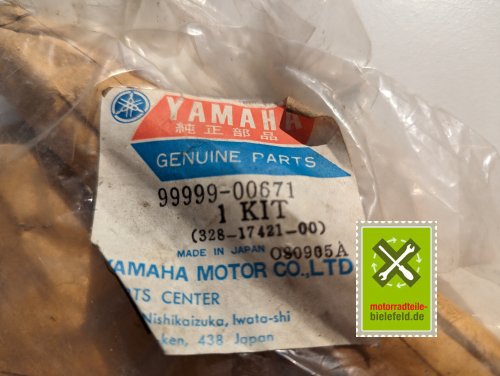 YAMAHA
純正部品
GENUINE PARTS
99999-00671
1 KIT
(328-17421-00)
MADE IN JAPAN 080905A
YAMAHA MOTOR CO.,LTD
PARTS CENTER
Nishikaizuka, Iwata-shi
ken, 438 Japan
motorradteile-
bielefeld.de